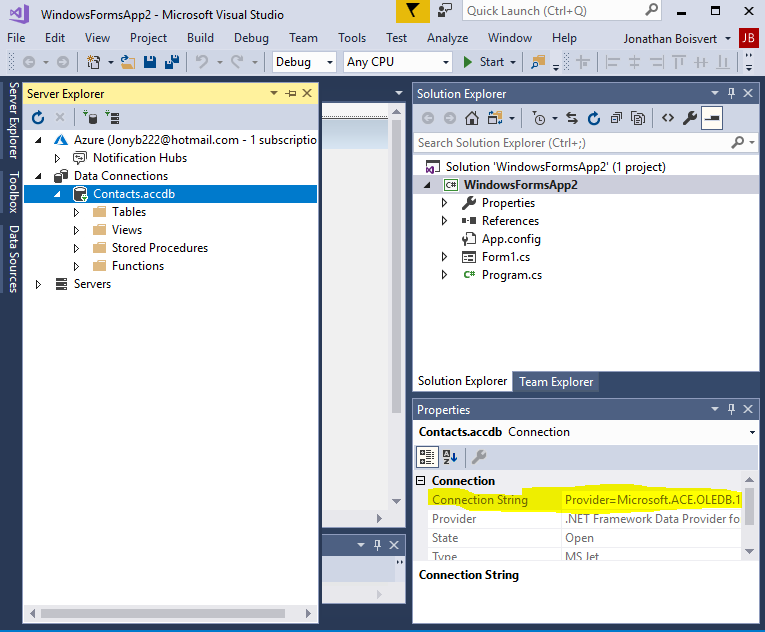 WindowsFormsApp2 - Microsoft Visual Studio
Quick Launch (Ctrl+Q)
File Edit View Project Build Debug Team Tools Test Analyze Window Help Jonathan Boisvert JB
Debug Any CPU Start
Server Explorer
Toolbox
Data Sources
Server Explorer
Azure (Jonyb222@hotmail.com - 1 subscriptio
Notification Hubs
Data Connections
Contacts.accdb
Tables
Views
Stored Procedures
Functions
Servers
Solution Explorer
Search Solution Explorer (Ctrl+;)
Solution 'WindowsFormsApp2' (1 project)
C# WindowsFormsApp2
Properties
References
App.config
Form1.cs
C# Program.cs
Solution Explorer Team Explorer
Properties
Contacts.accdb Connection
Connection
Connection String Provider=Microsoft.ACE.OLEDB.1
Provider .NET Framework Data Provider fo
State Open
Type MS Jet
Connection String